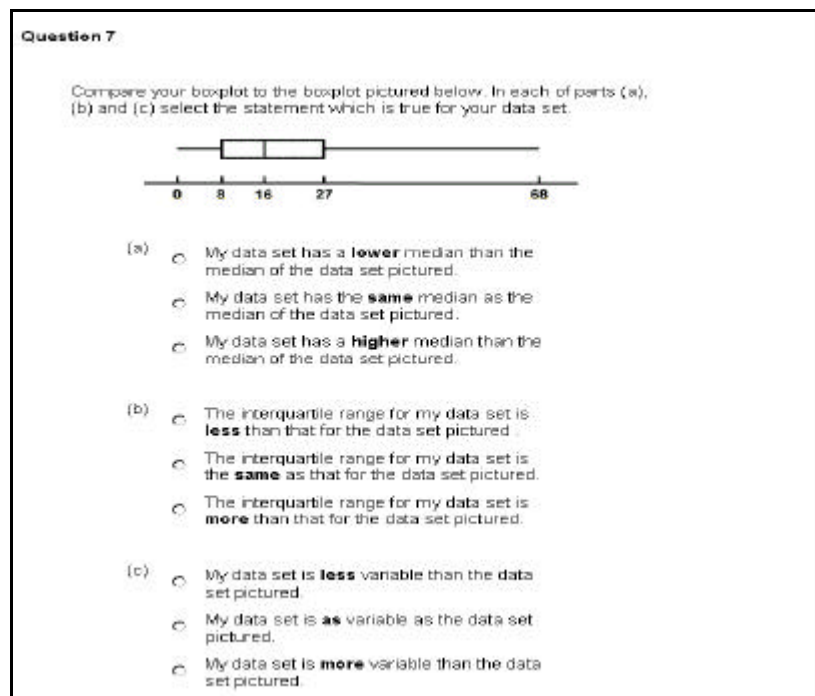 Question 7
Compare your boxplot to the boxplot pictured below. In each of parts (a),
(b) and (c) select the statement which is true for your data set.
0 8 16 27 68
(a)
My data set has a lower median than the
median of the data set pictured.
My data set has the same median as the
median of the data set pictured.
My data set has a higher median than the
median of the data set pictured.
(b)
The interquartile range for my data set is
less than that for the data set pictured.
The interquartile range for my data set is
the same as that for the data set pictured.
The interquartile range for my data set is
more than that for the data set pictured.
(c)
My data set is less variable than the data
set pictured.
My data set is as variable as the data set
pictured.
My data set is more variable than the data
set pictured.